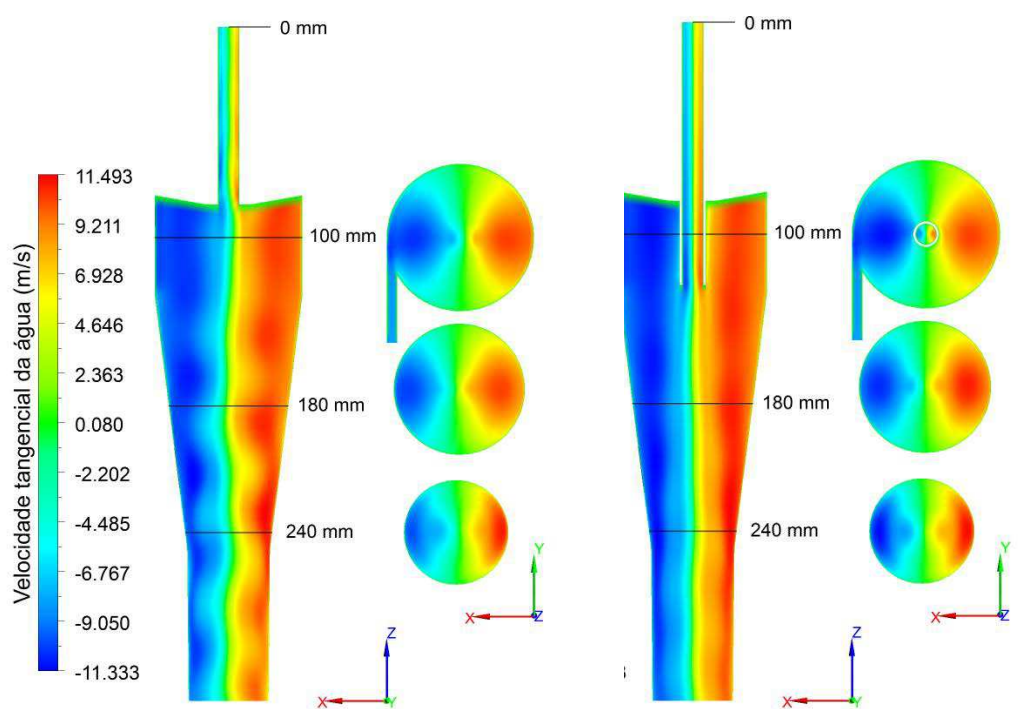 0 mm
0 mm
Velocidade tangencial da água (m/s)
11.493
9.211
6.928
4.646
2.363
0.080
-2.202
-4.485
-6.767
-9.050
-11.333
100 mm
180 mm
240 mm
Y
X
Z
Z
X
Y
100 mm
180 mm
240 mm
Y
X
Z
Z
X
Y